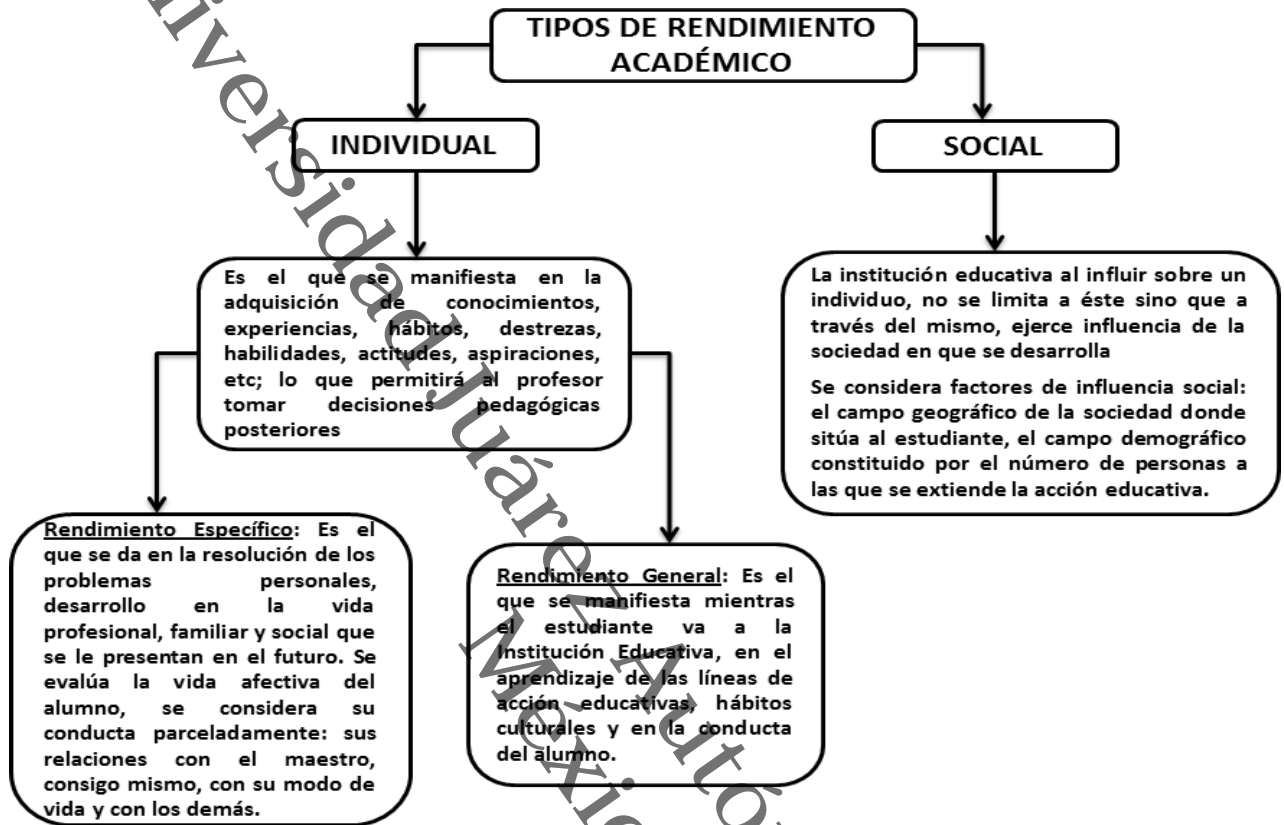 TIPOS DE RENDIMIENTO
ACADÉMICO
INDIVIDUAL
SOCIAL
Es el que se manifiesta en la
adquisición de conocimientos,
experiencias, hábitos, destrezas,
habilidades, actitudes, aspiraciones,
etc; lo que permitirá al profesor
tomar decisiones pedagógicas
posteriores
La institución educativa al influir sobre un
individuo, no se limita a éste sino que a
través del mismo, ejerce influencia de la
sociedad en que se desarrolla
Se considera factores de influencia social:
el campo geográfico de la sociedad donde
sitúa al estudiante, el campo demográfico
constituido por el número de personas a
las que se extiende la acción educativa.
Rendimiento Específico: Es el
que se da en la resolución de los
problemas personales,
desarrollo en la vida
profesional, familiar y social que
se le presentan en el futuro. Se
evalúa la vida afectiva del
alumno, se considera su
conducta parceladamente: sus
relaciones con el maestro,
consigo mismo, con su modo de
vida y con los demás.
Rendimiento General: Es el
que se manifiesta mientras
el estudiante va a la
Institución Educativa, en el
aprendizaje de las líneas de
acción educativas, hábitos
culturales y en la conducta
del alumno.
niversidad Juárez Autó
Méxic